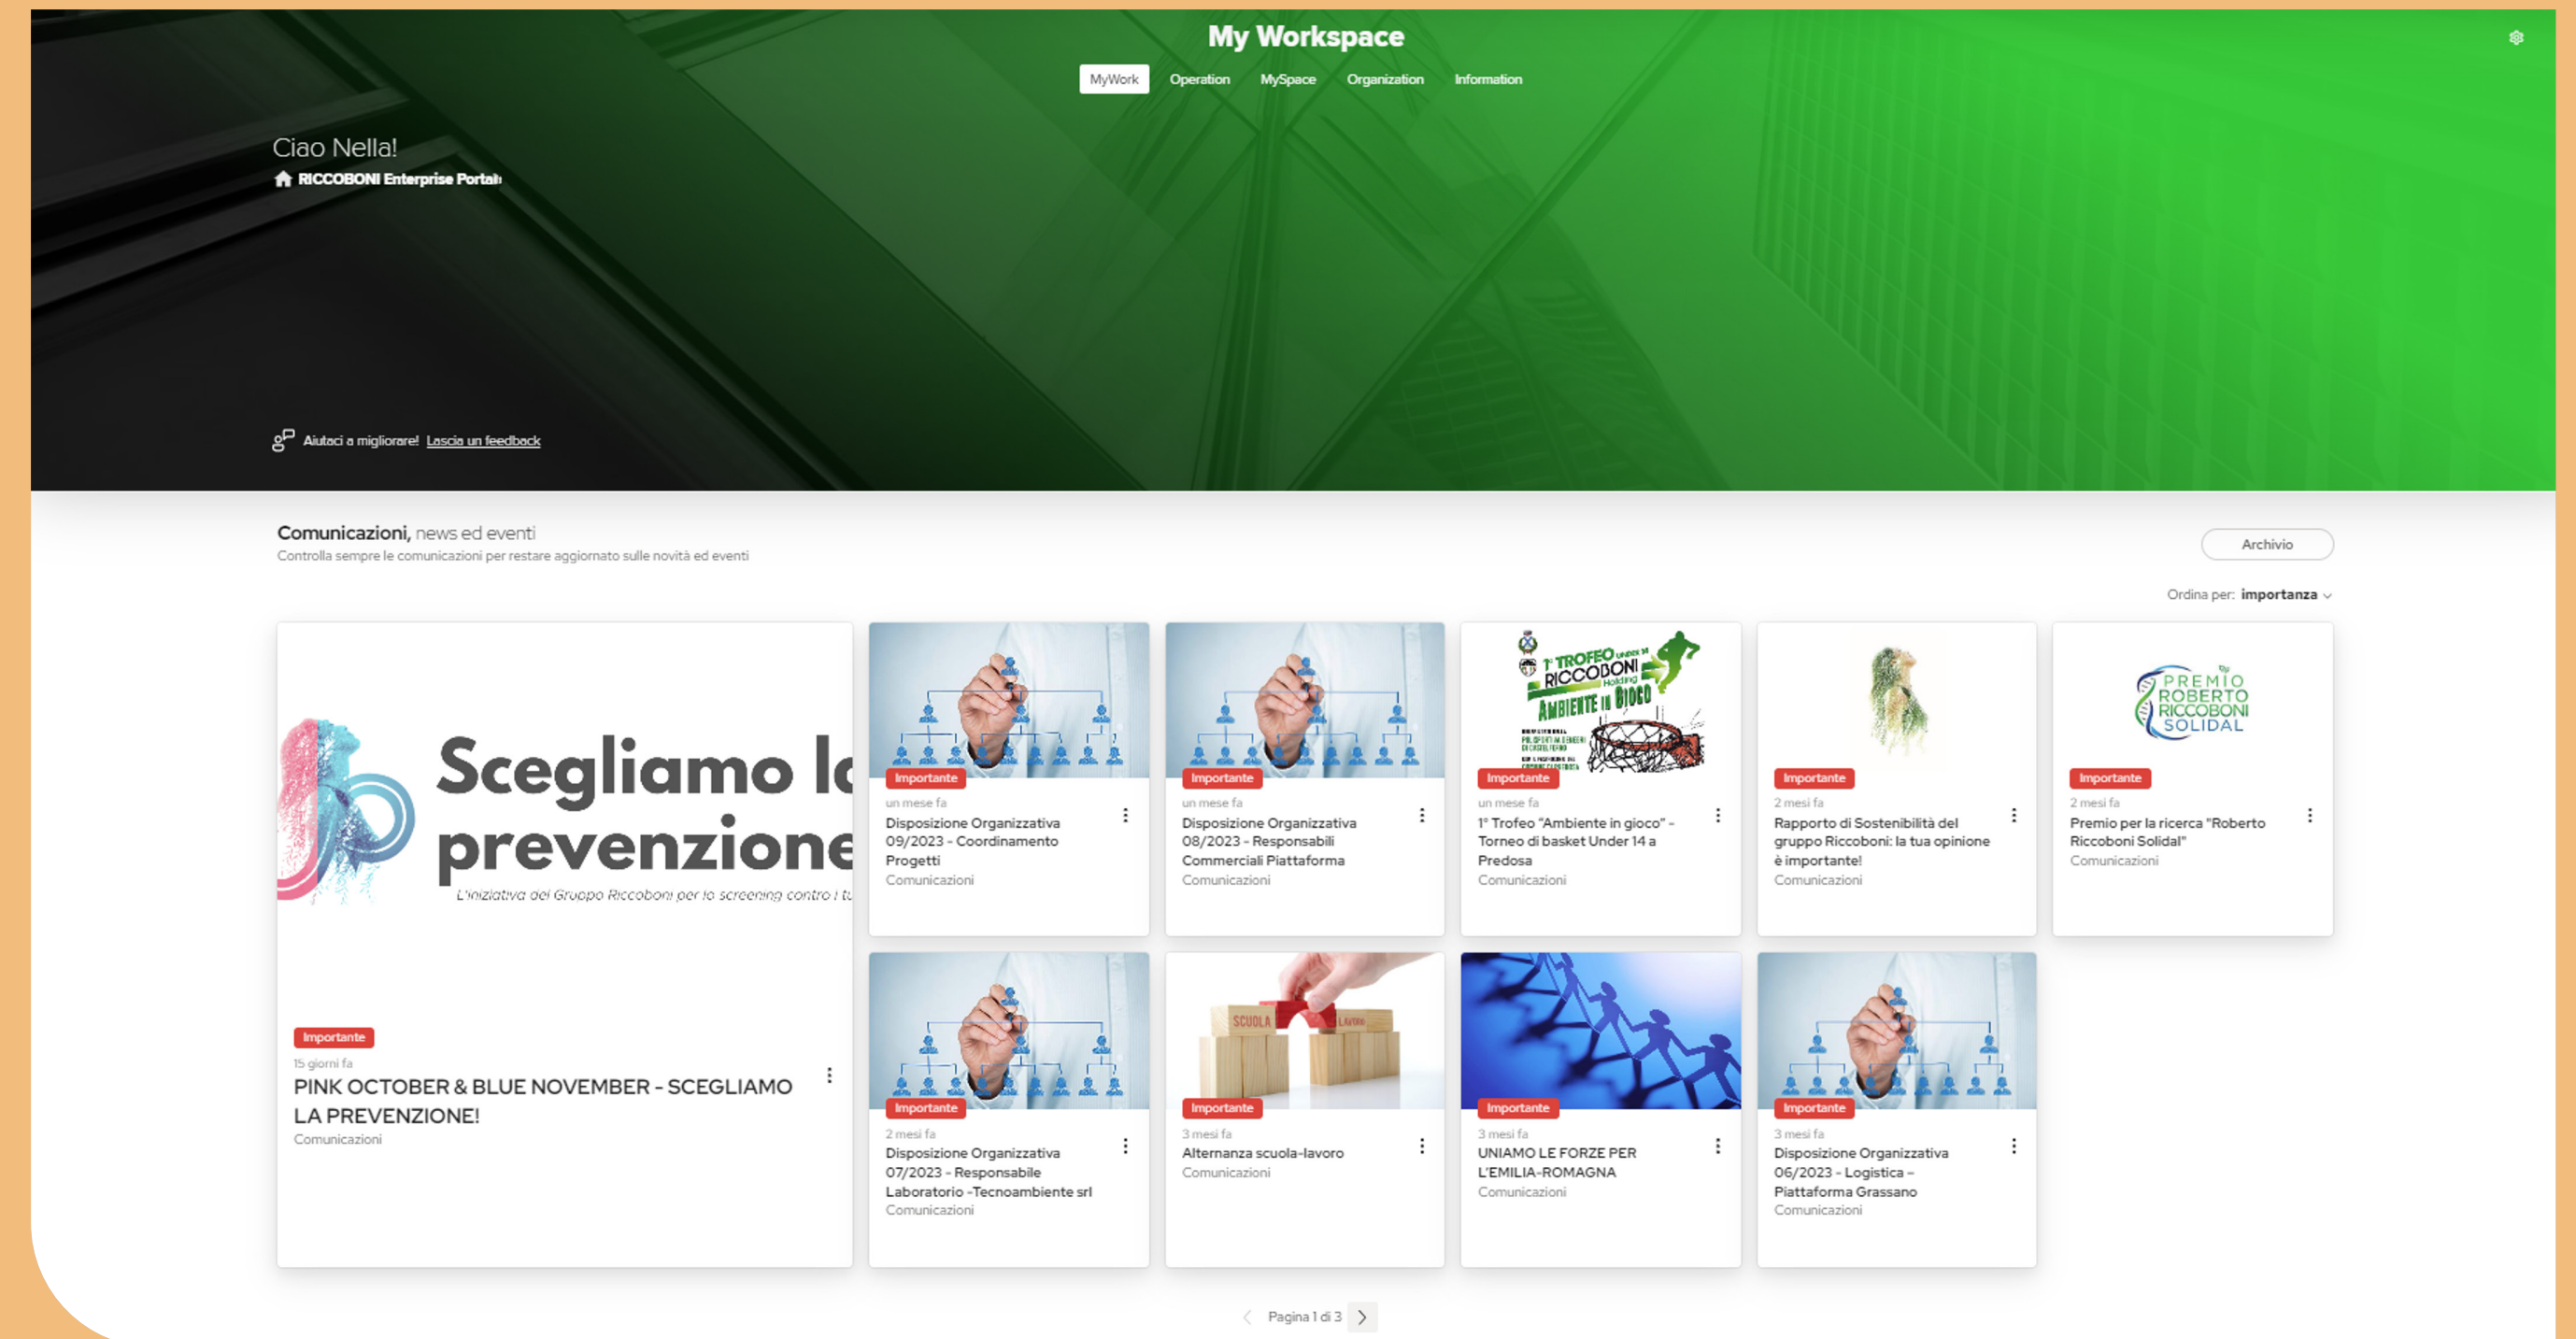 My Workspace
MyWork Operation MySpace Organization Information
Ciao Nella!
RICCOBONI Enterprise Portal
Aiutaci a migliorare! Lascia un feedback
Comunicazioni, news ed eventi
Controlla sempre le comunicazioni per restare aggiornato sulle novità ed eventi
Archivio
Ordina per: importanza
Scegliamo la
prevenzione
L'iniziativa del Gruppo Riccoboni per lo screening contro i tu
Importante
15 giorni fa
PINK OCTOBER & BLUE NOVEMBER - SCEGLIAMO
LA PREVENZIONE!
Comunicazioni
Importante
un mese fa
Disposizione Organizzativa
09/2023 - Coordinamento
Progetti
Comunicazioni
Importante
un mese fa
Disposizione Organizzativa
08/2023 - Responsabili
Commerciali Piattaforma
Comunicazioni
1° TROFEO UNDER 14
RICCOBONI
Holding
AMBIENTE IN GIOCO
Importante
un mese fa
1° Trofeo "Ambiente in gioco" -
Torneo di basket Under 14 a
Predosa
Comunicazioni
Importante
2 mesi fa
Rapporto di Sostenibilità del
gruppo Riccoboni: la tua opinione
è importante!
Comunicazioni
PREMIO
ROBERTO
RICCOBONI
SOLIDAL
Importante
2 mesi fa
Premio per la ricerca "Roberto
Riccoboni Solidal"
Comunicazioni
Importante
2 mesi fa
Disposizione Organizzativa
07/2023 - Responsabile
Laboratorio -Tecnoambiente srl
Comunicazioni
SCUOLA LAVORO
Importante
3 mesi fa
Alternanza scuola-lavoro
Comunicazioni
Importante
3 mesi fa
UNIAMO LE FORZE PER
L'EMILIA-ROMAGNA
Comunicazioni
Importante
3 mesi fa
Disposizione Organizzativa
06/2023 - Logistica –
Piattaforma Grassano
Comunicazioni
Pagina 1 di 3